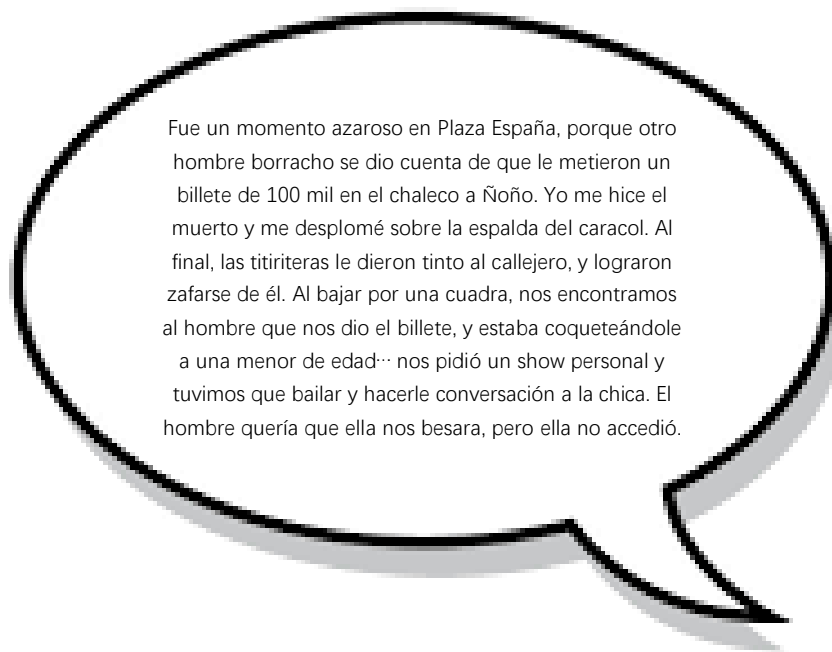 Fue un momento azaroso en Plaza España, porque otro
hombre borracho se dio cuenta de que le metieron un
billete de 100 mil en el chaleco a Ñoño. Yo me hice el
muerto y me desplomé sobre la espalda del caracol. Al
final, las titiriteras le dieron tinto al callejero, y lograron
zafarse de él. Al bajar por una cuadra, nos encontramos
al hombre que nos dio el billete, y estaba coqueteándole
a una menor de edad… nos pidió un show personal y
tuvimos que bailar y hacerle conversación a la chica. El
hombre quería que ella nos besara, pero ella no accedió.